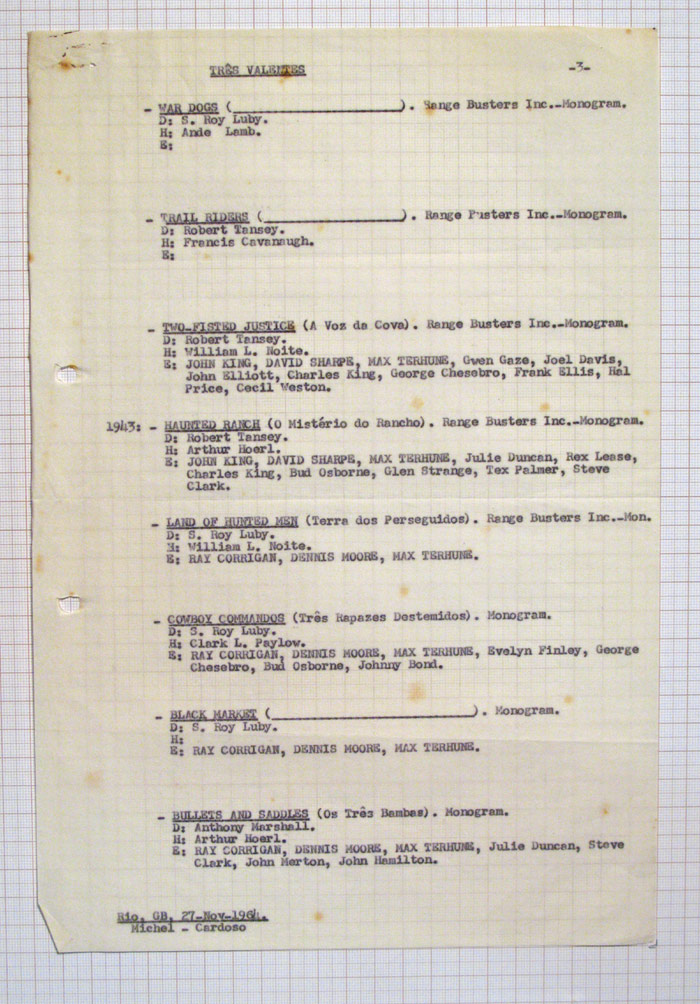 TRÊS VALENTES -3-
- WAR DOGS (____________________). Range Busters Inc.-Monogram.
D: S. Roy Luby.
H: Ande Lamb.
E:
- TRAIL RIDERS (________________). Range Busters Inc.-Monogram.
D: Robert Tansey.
H: Francis Cavanaugh.
E:
- TWO-FISTED JUSTICE (A Voz da Cova). Range Busters Inc.-Monogram.
D: Robert Tansey.
H: William L. Noite.
E: JOHN KING, DAVID SHARPE, MAX TERHUNE, Gwen Gaze, Joel Davis,
John Elliott, Charles King, George Chesebro, Frank Ellis, Hal
Price, Cecil Weston.
1943: - HAUNTED RANCH (O Mistério do Rancho). Range Busters Inc.-Monogram.
D: Robert Tansey.
H: Arthur Hoerl.
E: JOHN KING, DAVID SHARPE, MAX TERHUNE, Julie Duncan, Rex Lease,
Charles King, Bud Osborne, Glen Strange, Tex Palmer, Steve
Clark.
- LAND OF HUNTED MEN (Terra dos Perseguidos). Range Busters Inc.-Mon.
D: S. Roy Luby.
H: William L. Noite.
E: RAY CORRIGAN, DENNIS MOORE, MAX TERHUNE.
- COWBOY COMMANDOS (Três Rapazes Destemidos). Monogram.
D: S. Roy Luby.
H: Clark L. Paylow.
E: RAY CORRIGAN, DENNIS MOORE, MAX TERHUNE, Evelyn Finley, George
Chesebro, Bud Osborne, Johnny Bond.
- BLACK MARKET (________________________). Monogram.
D: S. Roy Luby.
H:
E: RAY CORRIGAN, DENNIS MOORE, MAX TERHUNE.
- BULLETS AND SADDLES (Os Três Bambas). Monogram.
D: Anthony Marshall.
H: Arthur Hoerl.
E: RAY CORRIGAN, DENNIS MOORE, MAX TERHUNE, Julie Duncan, Steve
Clark, John Merton, John Hamilton.
Rio, GB, 27-Nov-1964.
Michel - Cardoso